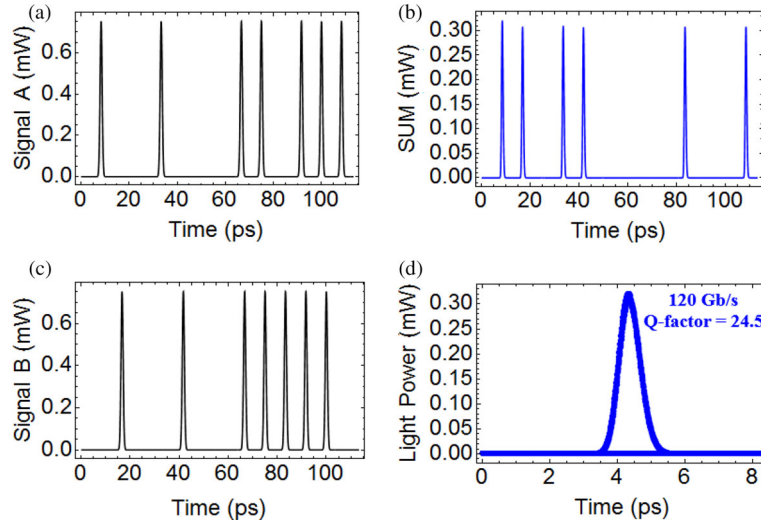 (a)
Signal A (mW)
0.6
0.4
0.2
0.0
0 20 40 60 80 100
Time (ps)
(b)
SUM (mW)
0.30
0.25
0.20
0.15
0.10
0.05
0.00
0 20 40 60 80 100
Time (ps)
(c)
Signal B (mW)
0.6
0.4
0.2
0.0
0 20 40 60 80 100
Time (ps)
(d)
Light Power (mW)
0.30
0.25
0.20
0.15
0.10
0.05
0.00
120 Gb/s
Q-factor = 24.5
0 2 4 6 8
Time (ps)